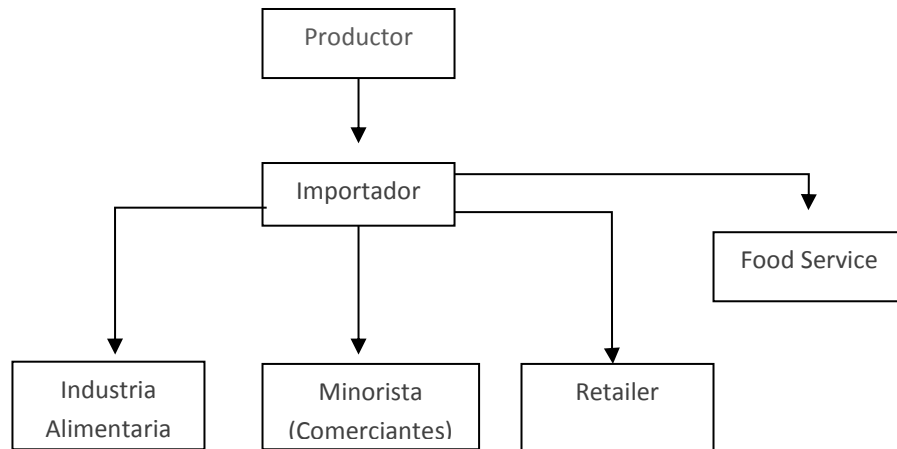 Productor
Importador
Food Service
Industria
Alimentaria
Minorista
(Comerciantes)
Retailer